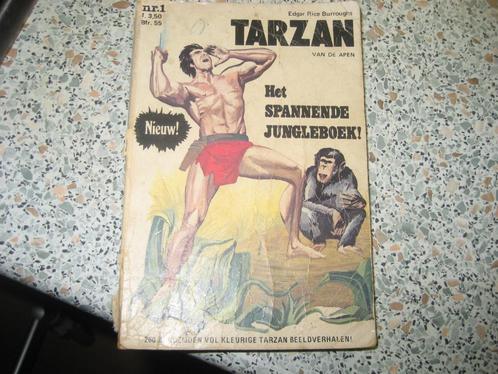 nr.1
f. 3,50
Bfr. 55
Edgar Rice Burroughs
TARZAN
VAN DE APEN
Het
SPANNENDE
JUNGLEBOEK!
Nieuw!
VOL KLEURIGE TARZAN BEELDVERHALEN!